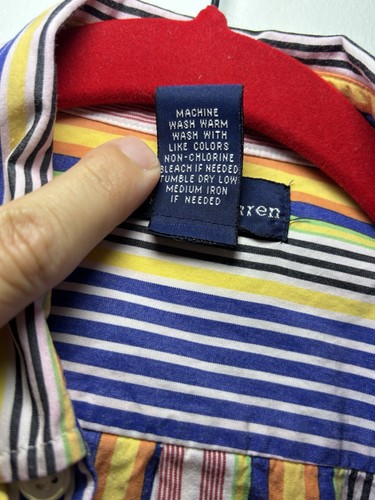 MACHINE
WASH WARM
WASH WITH
LIKE COLORS
NON-CHLORINE
BLEACH IF NEEDED
TUMBLE DRY LOW
MEDIUM IRON
IF NEEDED